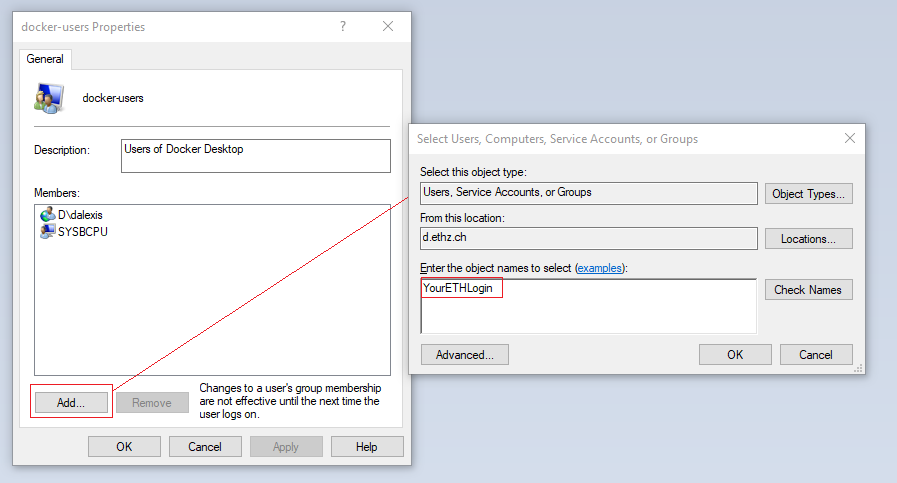 docker-users Properties
?
General
docker-users
Description:
Users of Docker Desktop
Members:
D\dalexis
SYSBCPU
Add...
Remove
Changes to a user's group membership
are not effective until the next time the
user logs on.
OK
Cancel
Apply
Help
Select Users, Computers, Service Accounts, or Groups
Select this object type:
Users, Service Accounts, or Groups
Object Types...
From this location:
d.ethz.ch
Locations...
Enter the object names to select (examples):
YourETHLogin
Check Names
Advanced...
OK
Cancel